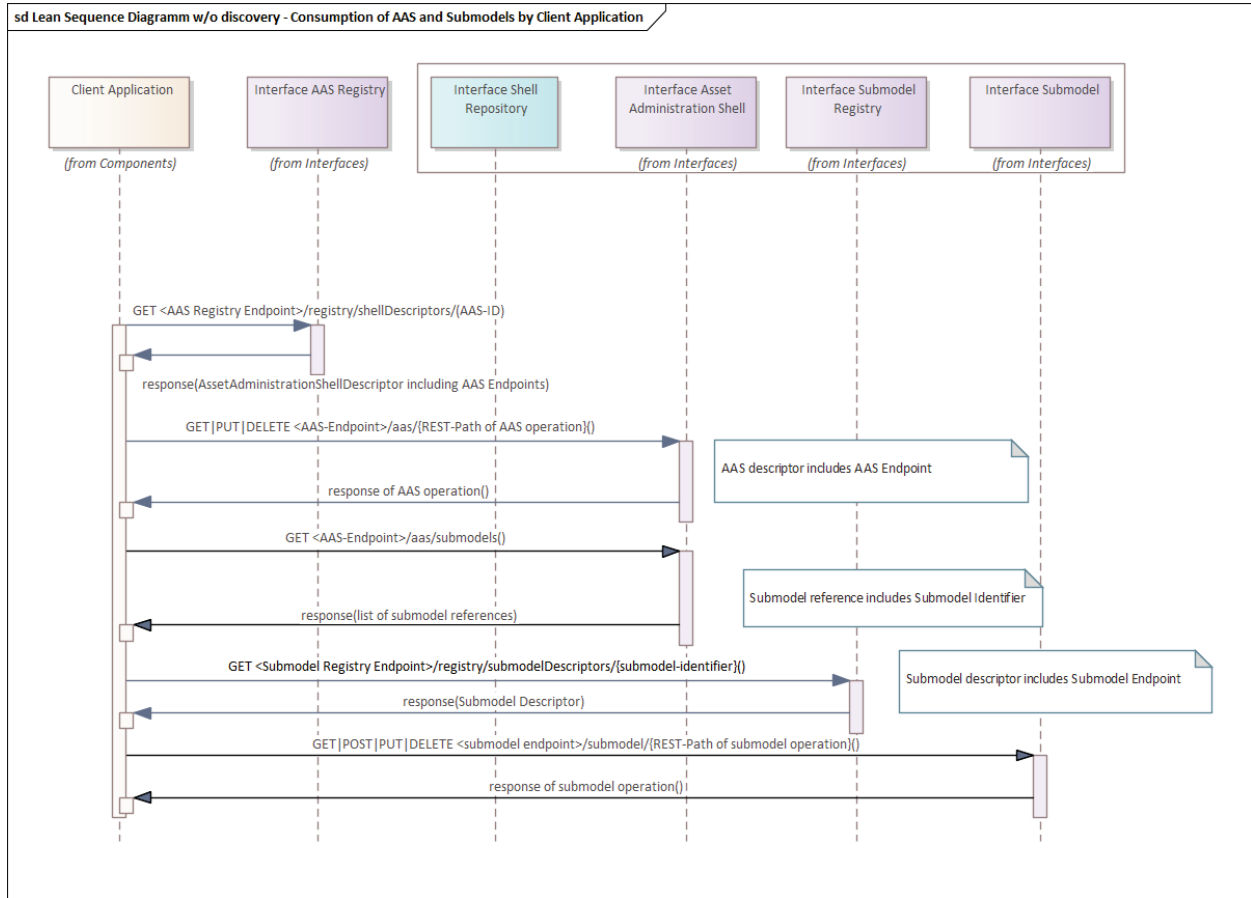 sd Lean Sequence Diagramm w/o discovery - Consumption of AAS and Submodels by Client Application
Client Application
Interface AAS Registry
Interface Shell
Repository
Interface Asset
Administration Shell
Interface Submodel
Registry
Interface Submodel
(from Components)
(from Interfaces)
(from Interfaces)
(from Interfaces)
(from Interfaces)
GET <AAS Registry Endpoint>/registry/shellDescriptors/(AAS-ID)
response(AssetAdministrationShellDescriptor including AAS Endpoints)
GET|PUT|DELETE <AAS-Endpoint>/aas/{REST-Path of AAS operation}()
AAS descriptor includes AAS Endpoint
response of AAS operation()
GET <AAS-Endpoint>/aas/submodels()
Submodel reference includes Submodel Identifier
response(list of submodel references)
GET <Submodel Registry Endpoint>/registry/submodelDescriptors/{submodel-identifier}()
Submodel descriptor includes Submodel Endpoint
response(Submodel Descriptor)
GET|POST|PUT|DELETE <submodel endpoint>/submodel/{REST-Path of submodel operation}()
response of submodel operation()